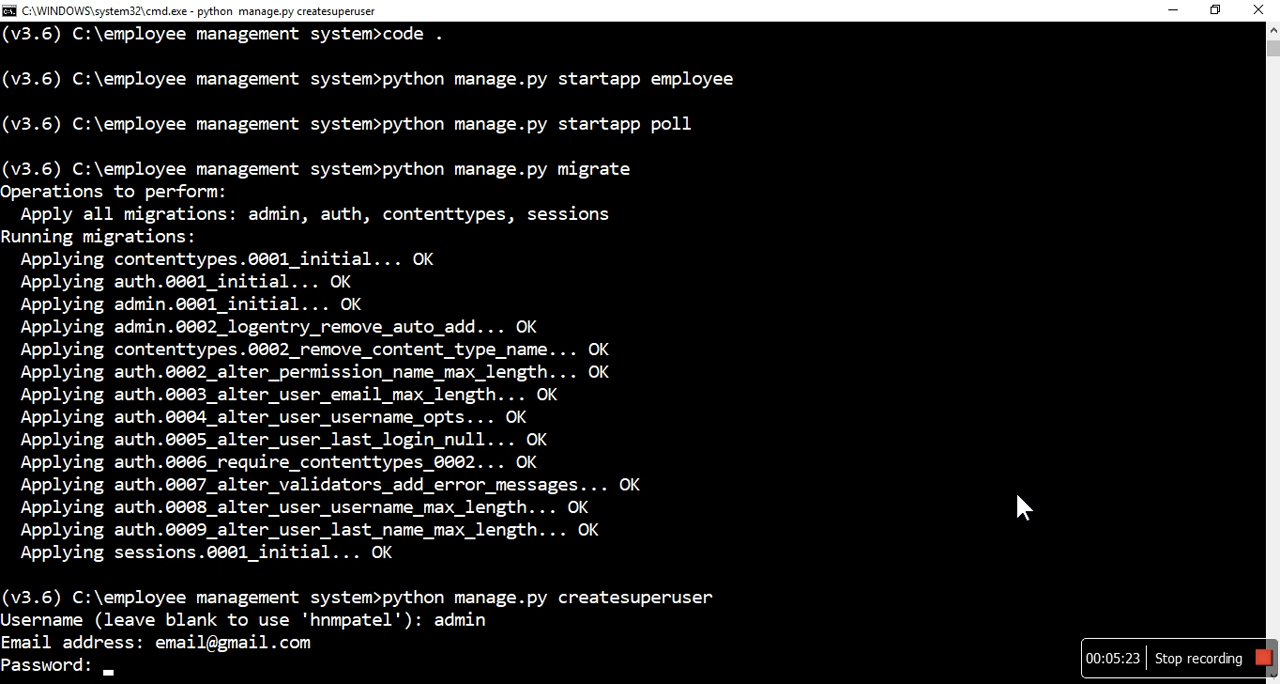 C:\WINDOWS\system32\cmd.exe - python  manage.py createsuperuser
(v3.6) C:\employee management system>code .
(v3.6) C:\employee management system>python manage.py startapp employee
(v3.6) C:\employee management system>python manage.py startapp poll
(v3.6) C:\employee management system>python manage.py migrate
Operations to perform:
  Apply all migrations: admin, auth, contenttypes, sessions
Running migrations:
  Applying contenttypes.0001_initial... OK
  Applying auth.0001_initial... OK
  Applying admin.0001_initial... OK
  Applying admin.0002_logentry_remove_auto_add... OK
  Applying contenttypes.0002_remove_content_type_name... OK
  Applying auth.0002_alter_permission_name_max_length... OK
  Applying auth.0003_alter_user_email_max_length... OK
  Applying auth.0004_alter_user_username_opts... OK
  Applying auth.0005_alter_user_last_login_null... OK
  Applying auth.0006_require_contenttypes_0002... OK
  Applying auth.0007_alter_validators_add_error_messages... OK
  Applying auth.0008_alter_user_username_max_length... OK
  Applying auth.0009_alter_user_last_name_max_length... OK
  Applying sessions.0001_initial... OK
(v3.6) C:\employee management system>python manage.py createsuperuser
Username (leave blank to use 'hnmpatel'): admin
Email address: email@gmail.com
Password:
00:05:23 Stop recording